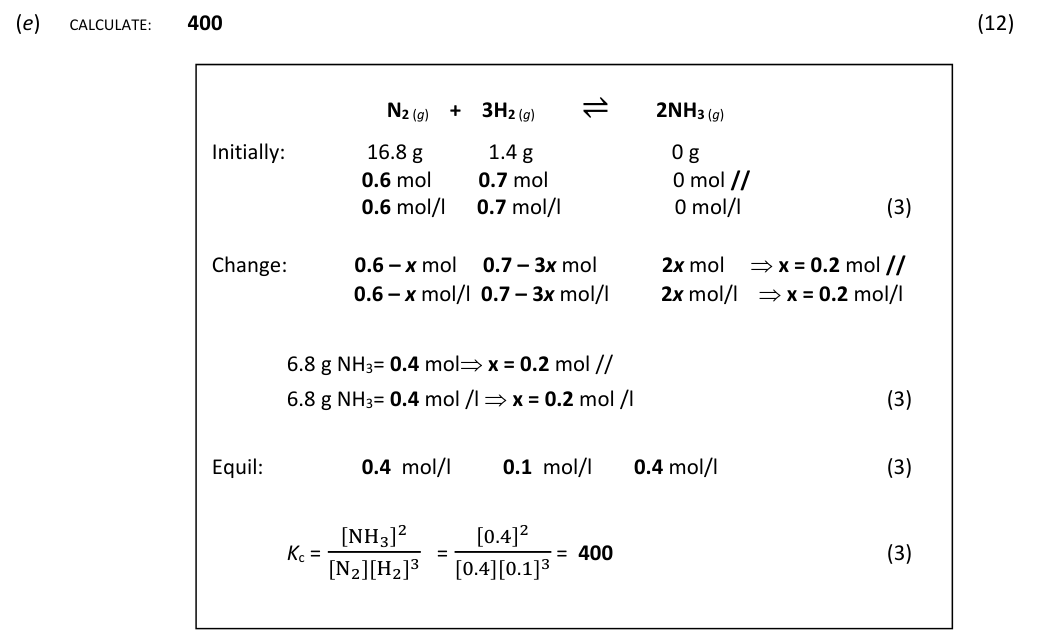 (e) CALCULATE: 400 (12)
N₂ (g) + 3H₂ (g) ⇌ 2NH₃ (g)
Initially: 16.8 g 1.4 g 0 g
0.6 mol 0.7 mol 0 mol //
0.6 mol/l 0.7 mol/l 0 mol/l (3)
Change: 0.6 – x mol 0.7 – 3x mol 2x mol ⇒ x = 0.2 mol //
0.6 – x mol/l 0.7 – 3x mol/l 2x mol/l ⇒ x = 0.2 mol/l
6.8 g NH₃= 0.4 mol⇒ x = 0.2 mol //
6.8 g NH₃= 0.4 mol /l ⇒ x = 0.2 mol /l (3)
Equil: 0.4 mol/l 0.1 mol/l 0.4 mol/l (3)
Kc = [NH₃]² / [N₂][H₂]³ = [0.4]² / [0.4][0.1]³ = 400 (3)